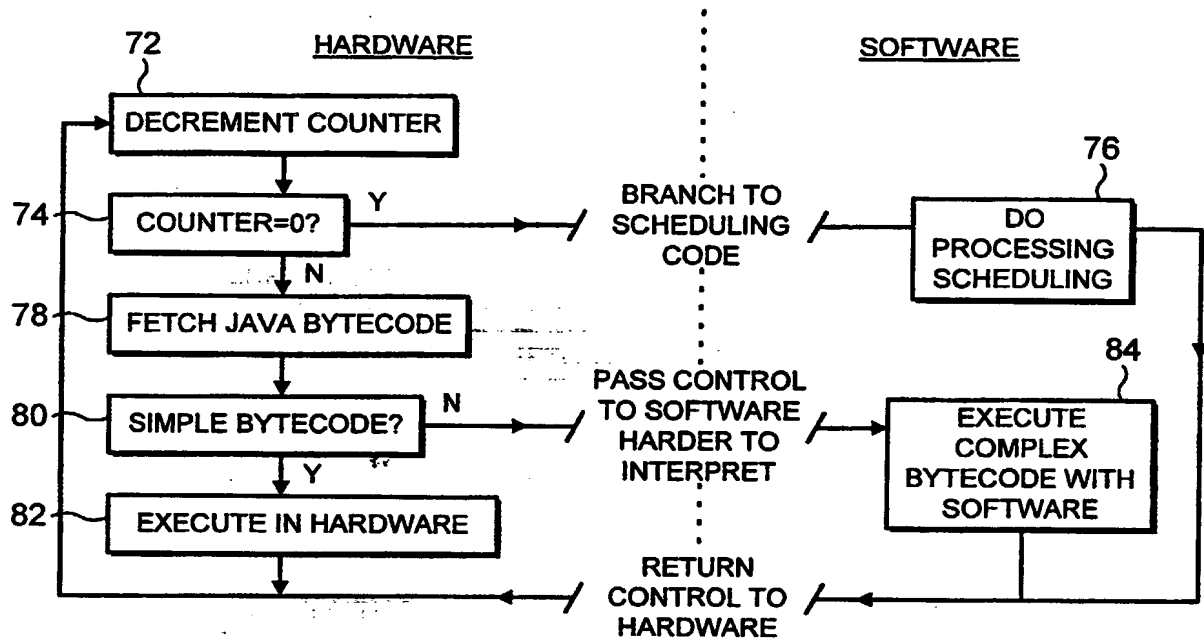 HARDWARE
SOFTWARE
72
DECREMENT COUNTER
74
COUNTER=0?
Y
N
BRANCH TO
SCHEDULING
CODE
76
DO
PROCESSING
SCHEDULING
78
FETCH JAVA BYTECODE
80
SIMPLE BYTECODE?
N
Y
PASS CONTROL
TO SOFTWARE
HARDER TO
INTERPRET
84
EXECUTE
COMPLEX
BYTECODE WITH
SOFTWARE
82
EXECUTE IN HARDWARE
RETURN
CONTROL TO
HARDWARE